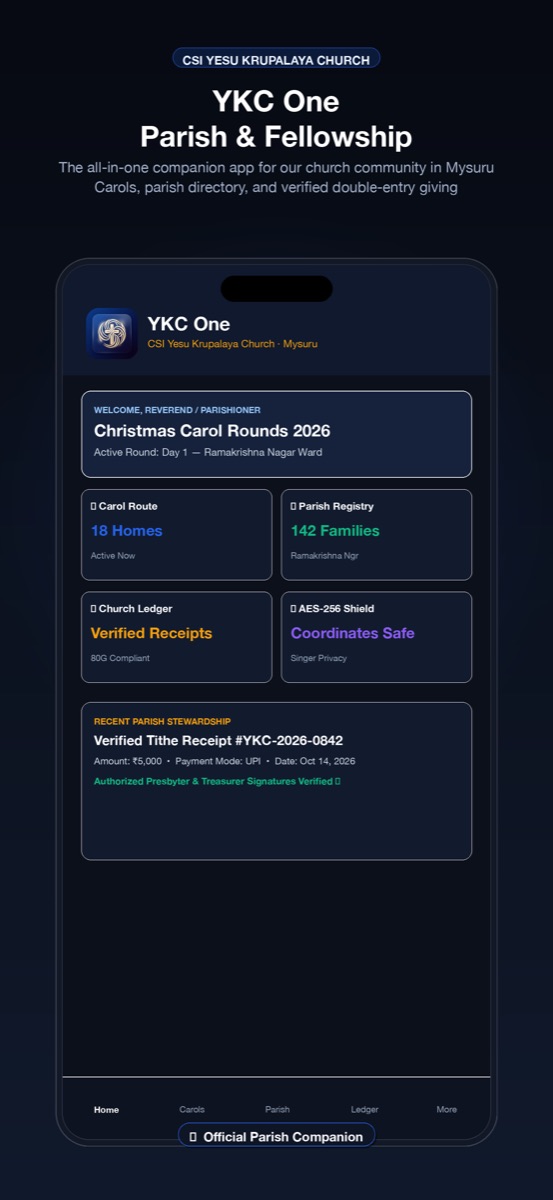 CSI YESU KRUPALAYA CHURCH
YKC One
Parish & Fellowship
The all-in-one companion app for our church community in Mysuru
Carols, parish directory, and verified double-entry giving
YKC One
CSI Yesu Krupalaya Church · Mysuru
WELCOME, REVEREND / PARISHIONER
Christmas Carol Rounds 2026
Active Round: Day 1 — Ramakrishna Nagar Ward
Carol Route
18 Homes
Active Now
Parish Registry
142 Families
Ramakrishna Ngr
Church Ledger
Verified Receipts
80G Compliant
AES-256 Shield
Coordinates Safe
Singer Privacy
RECENT PARISH STEWARDSHIP
Verified Tithe Receipt #YKC-2026-0842
Amount: ₹5,000 • Payment Mode: UPI • Date: Oct 14, 2026
Authorized Presbyter & Treasurer Signatures Verified
Home Carols Parish Ledger More
Official Parish Companion